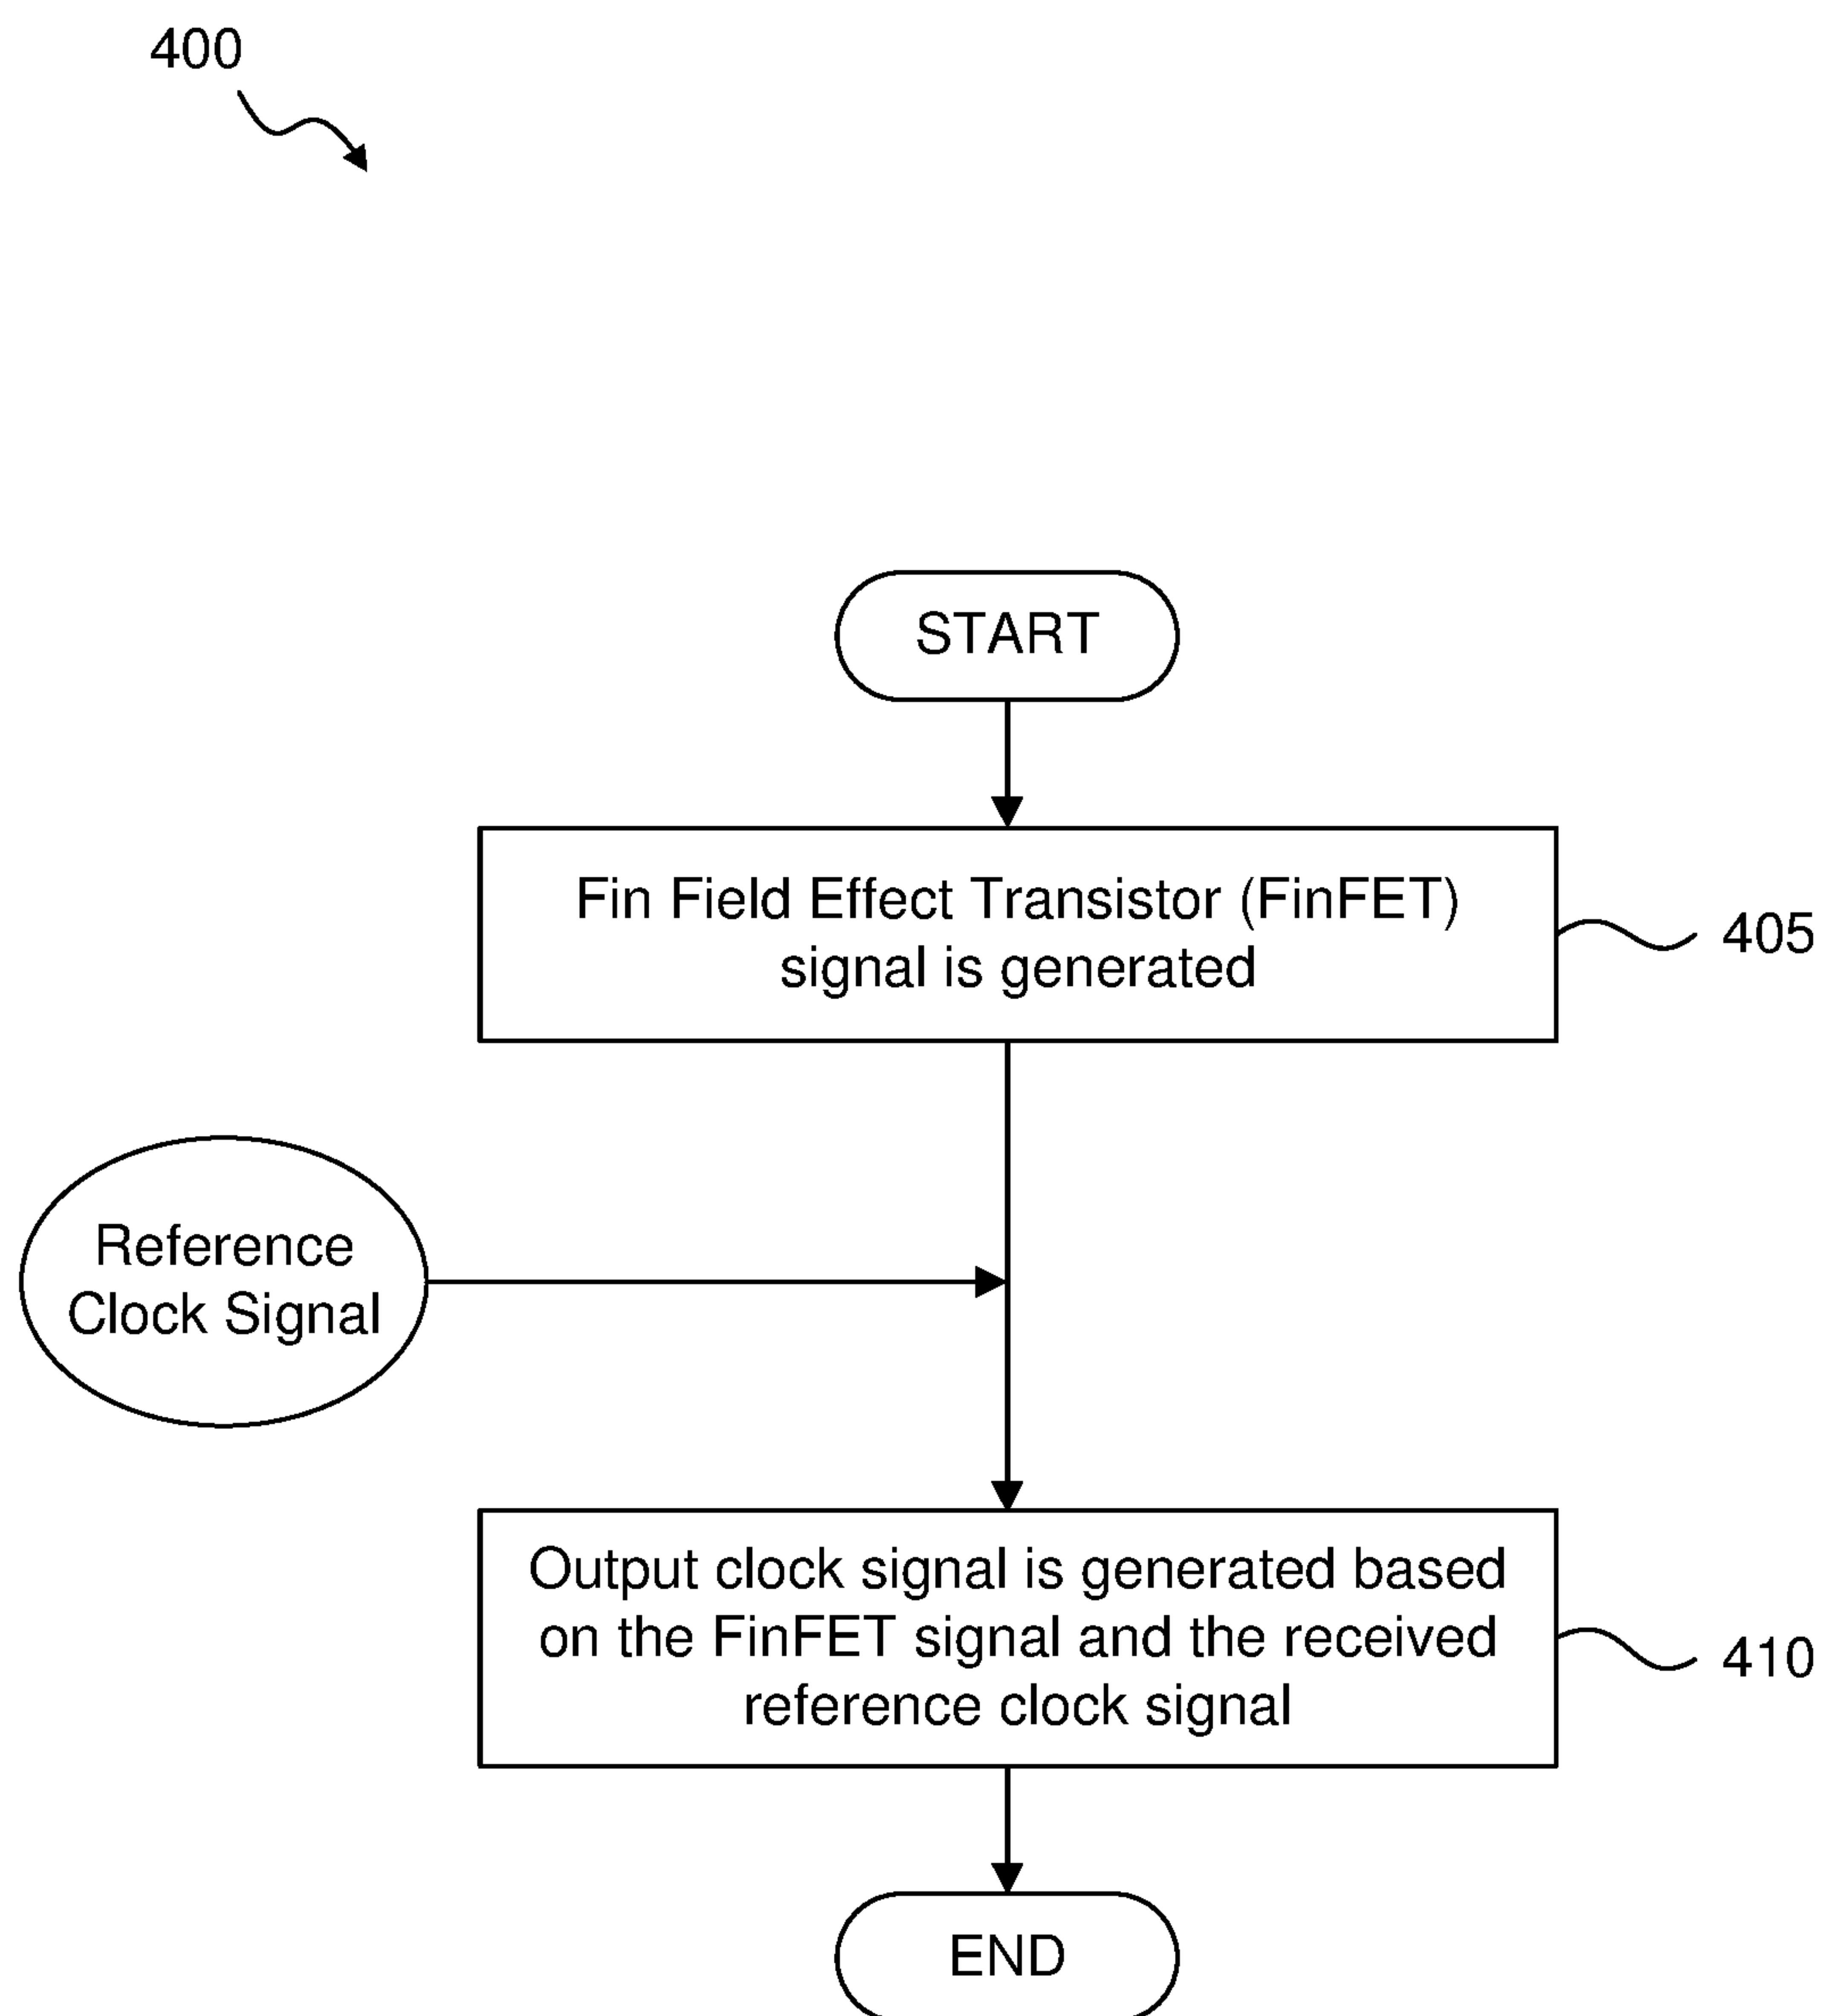 400
START
Fin Field Effect Transistor (FinFET)
signal is generated
405
Reference
Clock Signal
Output clock signal is generated based
on the FinFET signal and the received
reference clock signal
410
END